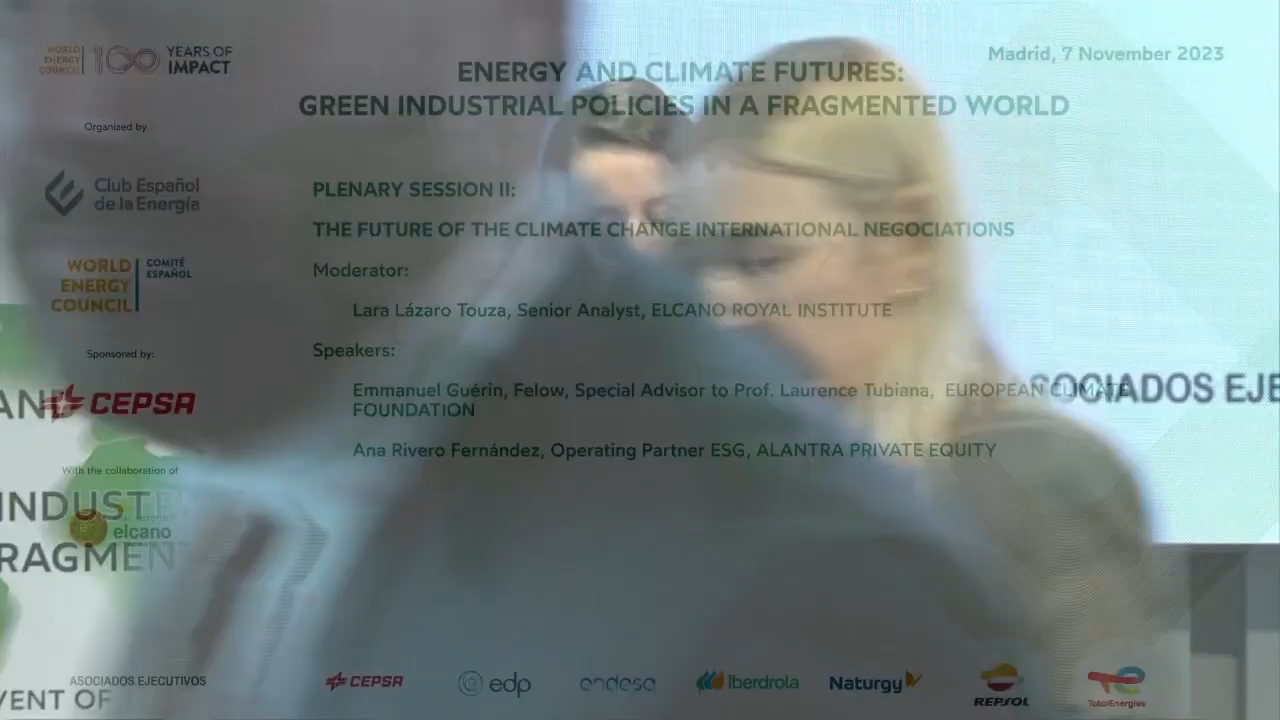 WORLD
ENERGY
COUNCIL
100
YEARS OF
IMPACT
Madrid, 7 November 2023
ENERGY AND CLIMATE FUTURES:
GREEN INDUSTRIAL POLICIES IN A FRAGMENTED WORLD
Organized by
Club Español
de la Energía
WORLD
ENERGY
COUNCIL
COMITÉ
ESPAÑOL
Sponsored by:
CEPSA
With the collaboration of
elcano
PLENARY SESSION II:
THE FUTURE OF THE CLIMATE CHANGE INTERNATIONAL NEGOCIATIONS
Moderator:
Lara Lázaro Touza, Senior Analyst, ELCANO ROYAL INSTITUTE
Speakers:
Emmanuel Guérin, Felow, Special Advisor to Prof. Laurence Tubiana, EUROPEAN CLIMATE
FOUNDATION
Ana Rivero Fernández, Operating Partner ESG, ALANTRA PRIVATE EQUITY
AN
SOCIADOS EJE
INDUSTR
RAGMEN
VENT OF
ASOCIADOS EJECUTIVOS
CEPSA
edp
endesa
Iberdrola
Naturgy
REPSOL
TotalEnergies